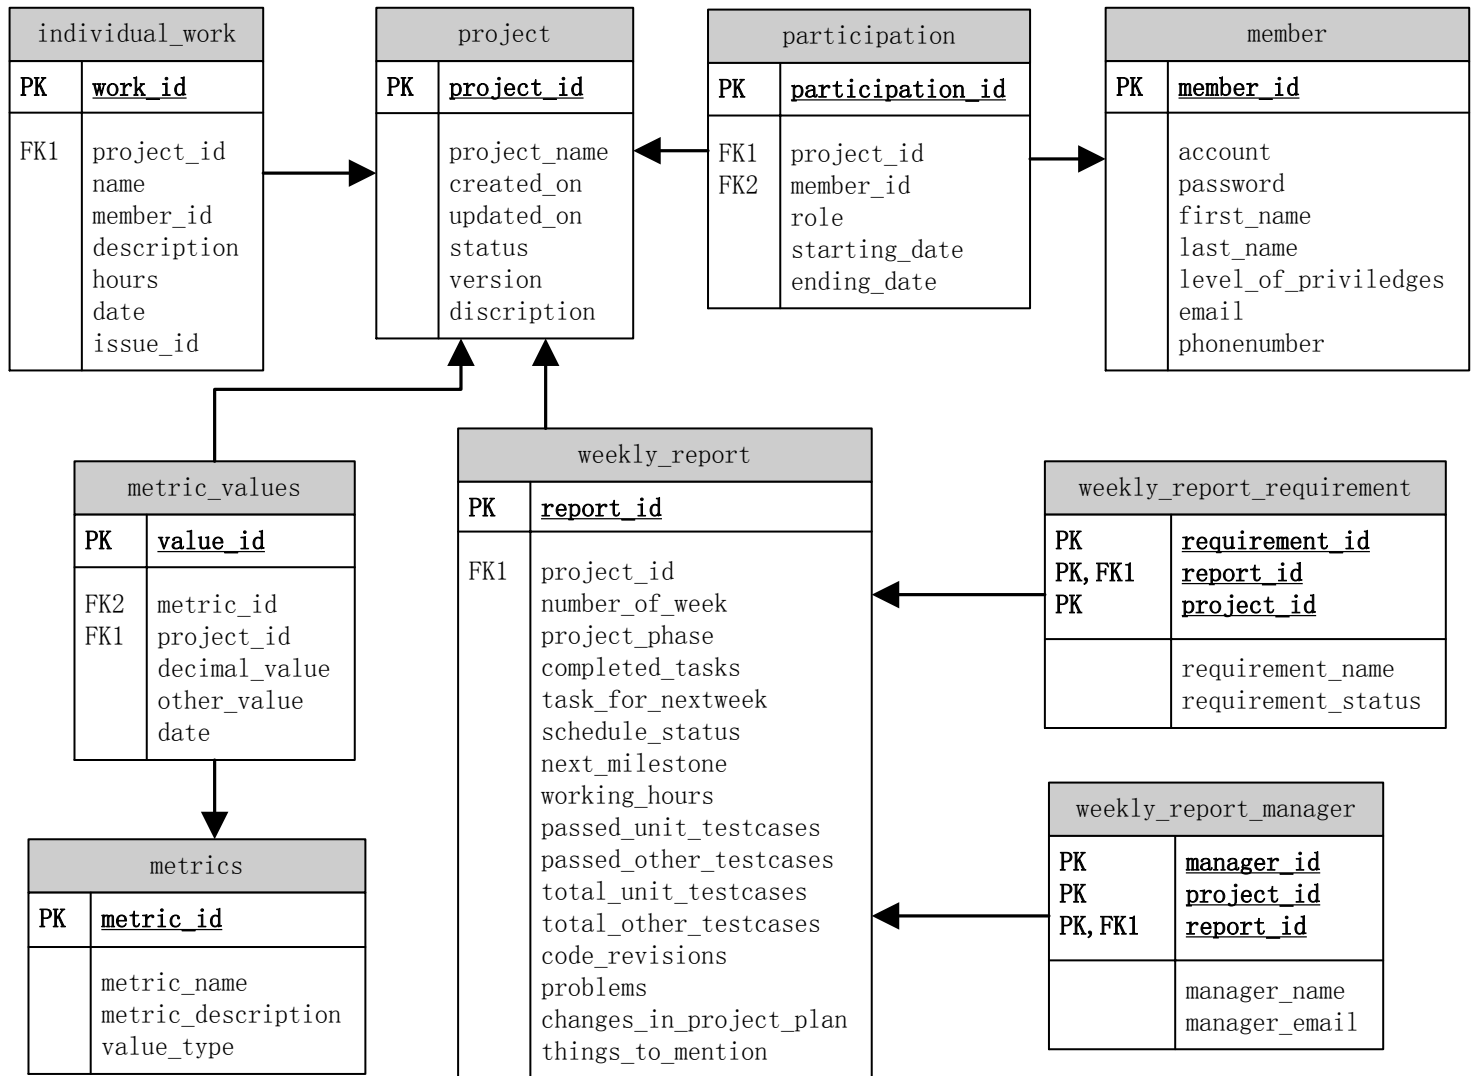 individual_work
PK work_id
FK1 project_id
name
member_id
description
hours
date
issue_id
project
PK project_id
project_name
created_on
updated_on
status
version
discription
participation
PK participation_id
FK1 project_id
FK2 member_id
role
starting_date
ending_date
member
PK member_id
account
password
first_name
last_name
level_of_priviledges
email
phonenumber
metric_values
PK value_id
FK2 metric_id
FK1 project_id
decimal_value
other_value
date
metrics
PK metric_id
metric_name
metric_description
value_type
weekly_report
PK report_id
FK1 project_id
number_of_week
project_phase
completed_tasks
task_for_nextweek
schedule_status
next_milestone
working_hours
passed_unit_testcases
passed_other_testcases
total_unit_testcases
total_other_testcases
code_revisions
problems
changes_in_project_plan
things_to_mention
weekly_report_requirement
PK requirement_id
PK,FK1 report_id
PK project_id
requirement_name
requirement_status
weekly_report_manager
PK manager_id
PK project_id
PK,FK1 report_id
manager_name
manager_email